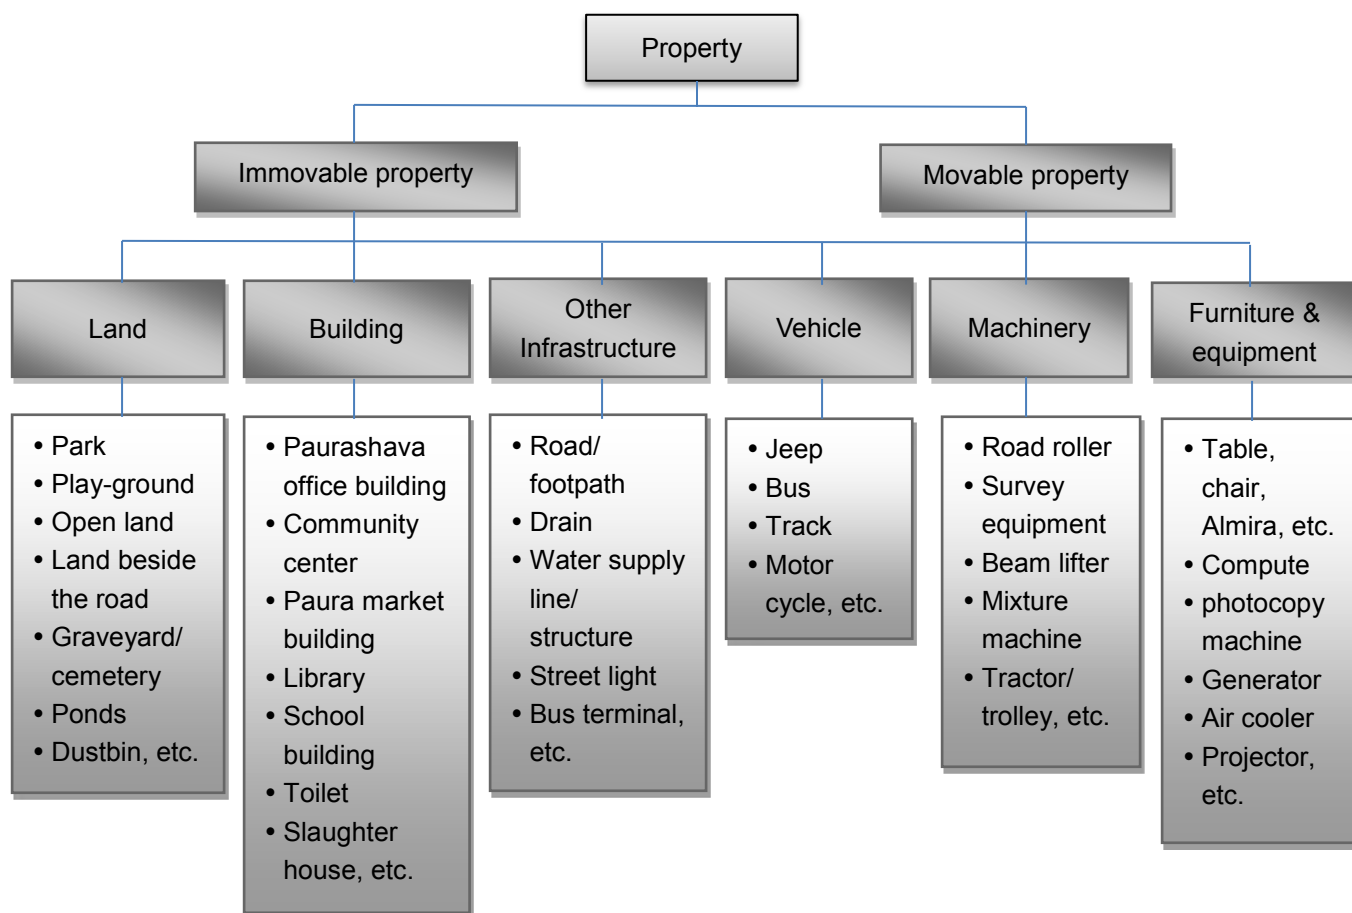 Property
Immovable property
Movable property
Land
Building
Other
Infrastructure
Vehicle
Machinery
Furniture &
equipment
• Park
• Play-ground
• Open land
• Land beside
the road
• Graveyard/
cemetery
• Ponds
• Dustbin, etc.
• Paurashava
office building
• Community
center
• Paura market
building
• Library
• School
building
• Toilet
• Slaughter
house, etc.
• Road/
footpath
• Drain
• Water supply
line/
structure
• Street light
• Bus terminal,
etc.
• Jeep
• Bus
• Track
• Motor
cycle, etc.
• Road roller
• Survey
equipment
• Beam lifter
• Mixture
machine
• Tractor/
trolley, etc.
• Table,
chair,
Almira, etc.
• Compute
• photocopy
machine
• Generator
• Air cooler
• Projector,
etc.